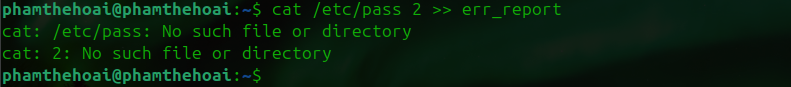 phamthehoai@phamthehoai:~$ cat /etc/pass 2 >> err_report
cat: /etc/pass: No such file or directory
cat: 2: No such file or directory
phamthehoai@phamthehoai:~$